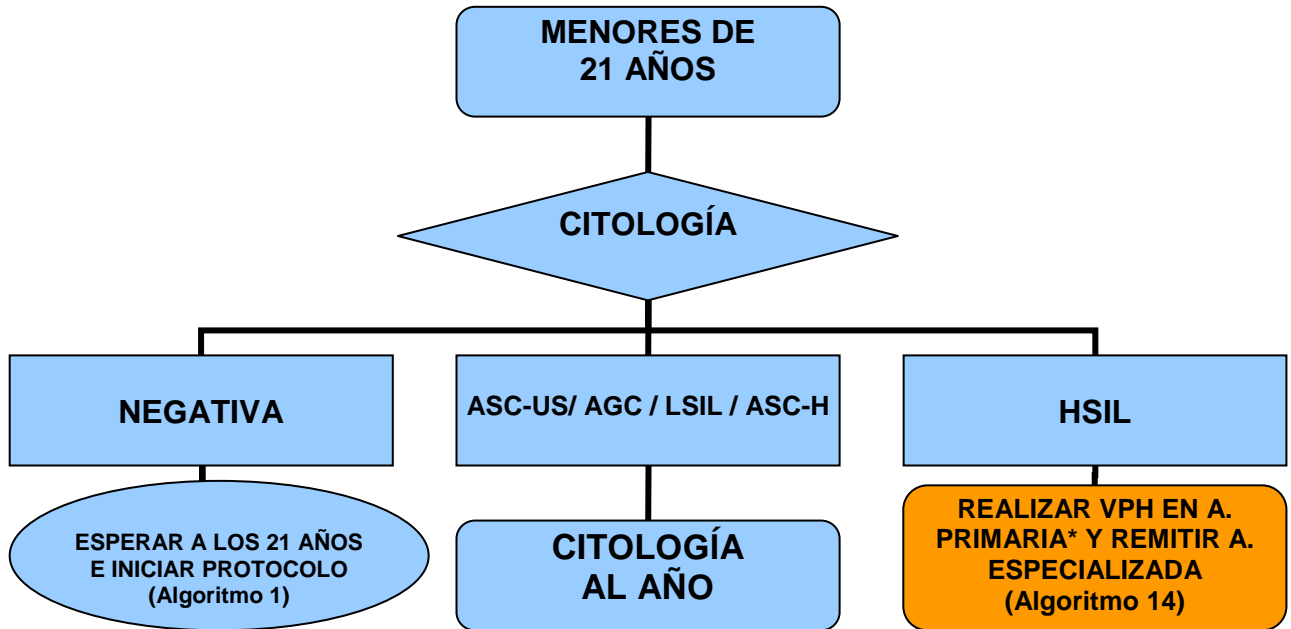 MENORES DE
21 AÑOS
CITOLOGÍA
NEGATIVA
ASC-US/ AGC / LSIL / ASC-H
HSIL
ESPERAR A LOS 21 AÑOS
E INICIAR PROTOCOLO
(Algoritmo 1)
CITOLOGÍA
AL AÑO
REALIZAR VPH EN A.
PRIMARIA* Y REMITIR A.
ESPECIALIZADA
(Algoritmo 14)